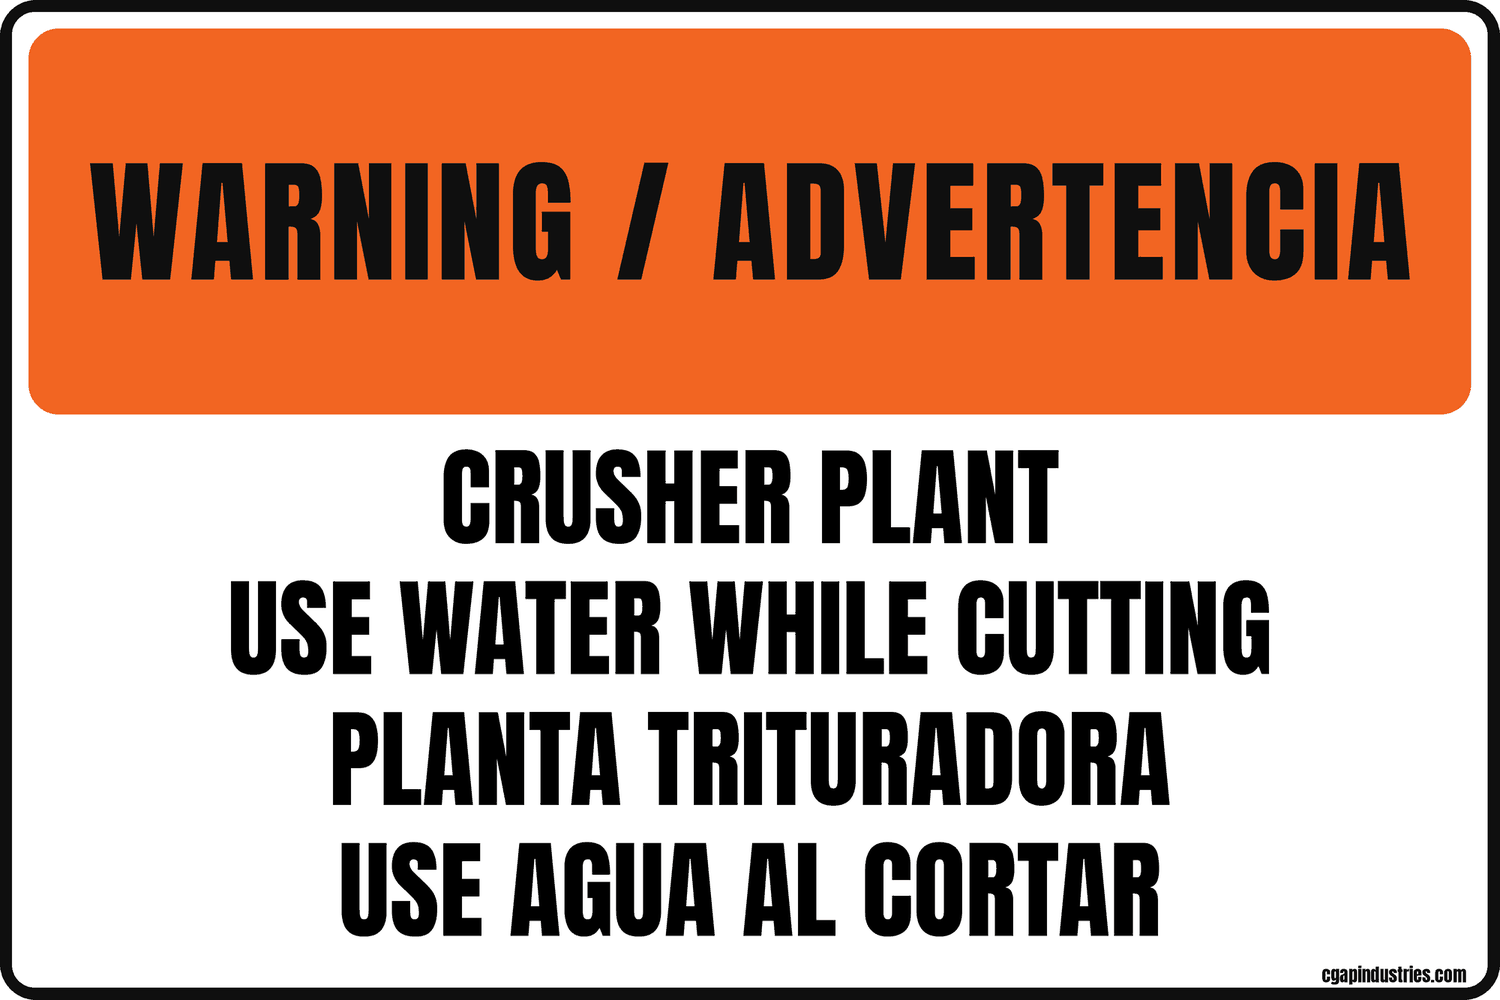 WARNING / ADVERTENCIA
CRUSHER PLANT
USE WATER WHILE CUTTING
PLANTA TRITURADORA
USE AGUA AL CORTAR
cgapindustries.com